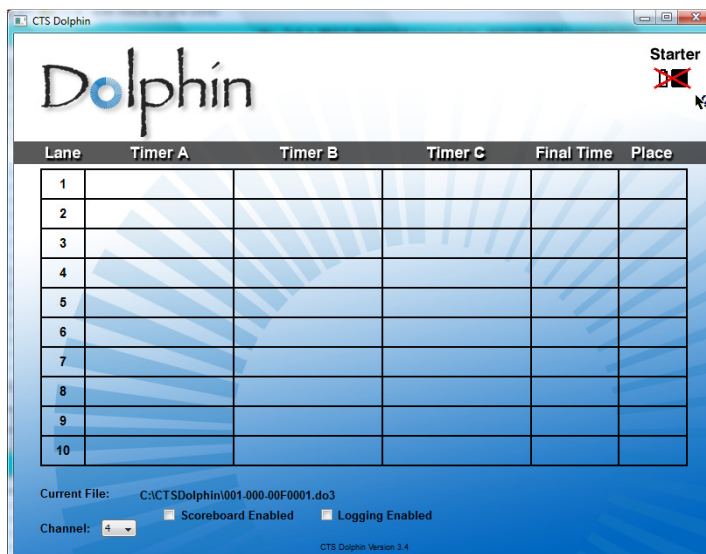 CTS Dolphin
Dolphin
Starter
Lane Timer A Timer B Timer C Final Time Place
1
2
3
4
5
6
7
8
9
10
Current File: C:\CTSDolphin\001-000-00F0001.do3
Scoreboard Enabled Logging Enabled
Channel: 4
CTS Dolphin Version 3.4